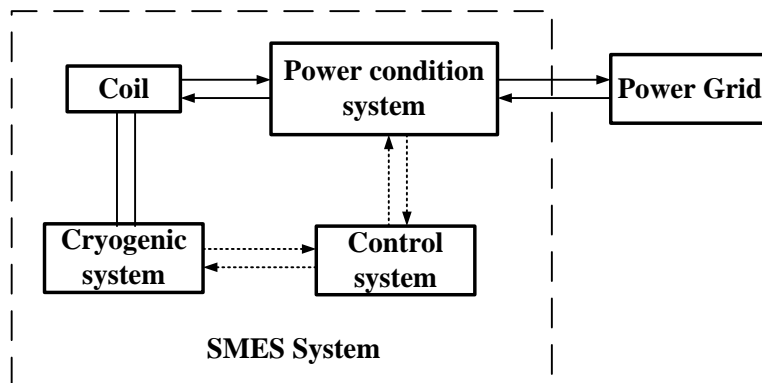 Coil
Power condition
system
Power Grid
Cryogenic
system
Control
system
SMES System